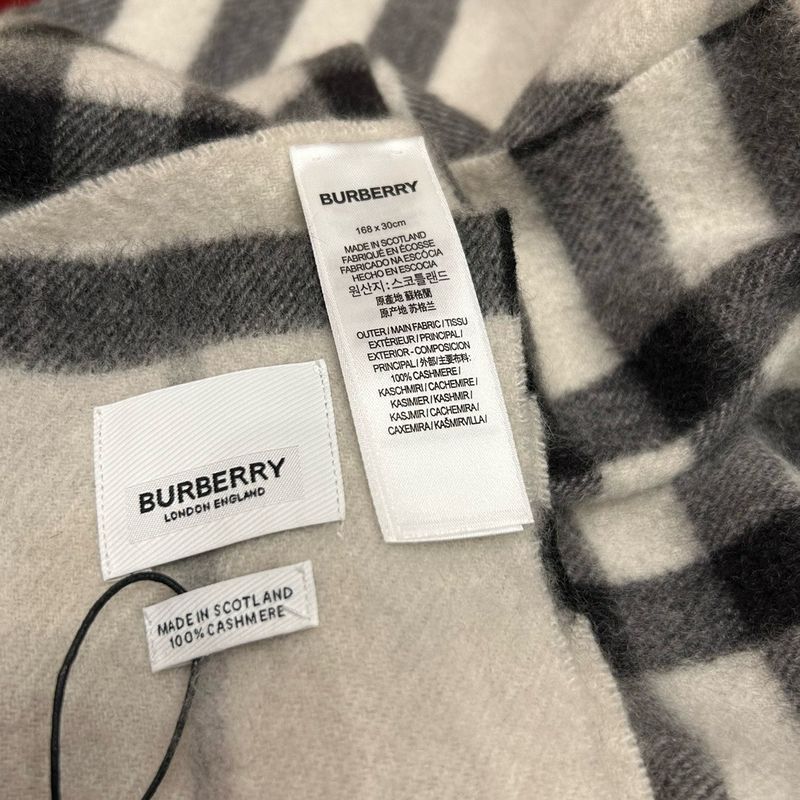 BURBERRY
168 x 30cm
MADE IN SCOTLAND
FABRIQUÉ EN ÉCOSSE
FABRICADO NA ESCÓCIA
HECHO EN ESCOCIA
원산지 : 스코틀랜드
原產地 蘇格蘭
原产地 苏格兰
OUTER / MAIN FABRIC / TISSU
EXTÉRIEUR / PRINCIPAL /
EXTERIOR - COMPOSICION
PRINCIPAL / 外部/主要布料:
100% CASHMERE /
KASCHMIRI / CACHEMIRE /
KASIMIER / KASHMIR /
KASJMIR / CACHEMIRA /
CAXEMIRA / KAŠMIRVILLA /
BURBERRY
LONDON ENGLAND
MADE IN SCOTLAND
100% CASHMERE